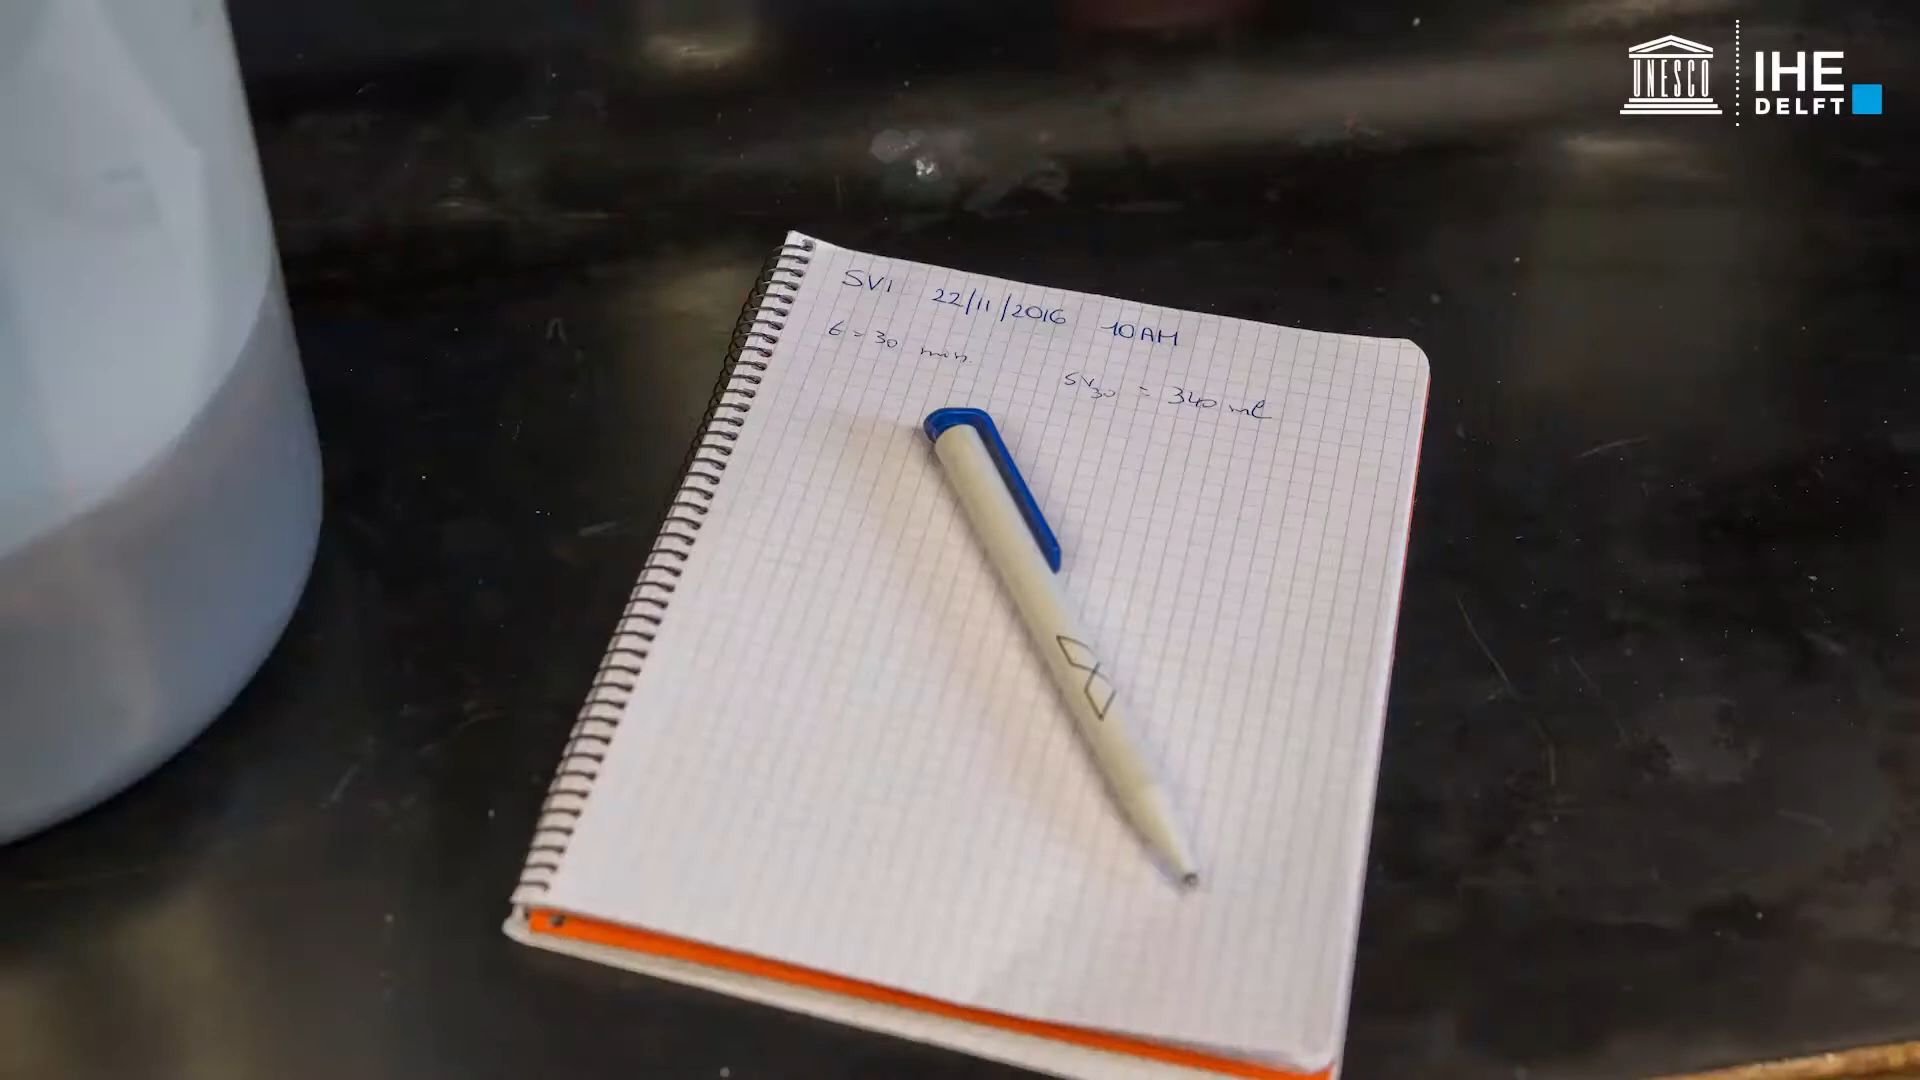 UNESCO
IHE
DELFT
SVI 22/11/2016 10AM
t = 30 min.
SV30 = 340 ml